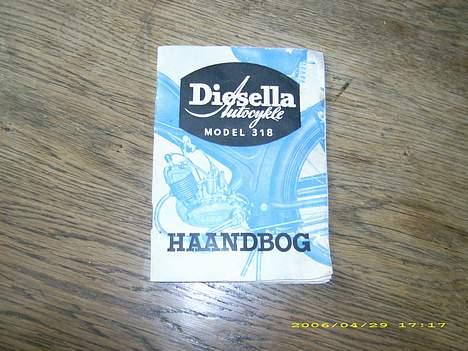 Diesella
Autocykle
MODEL 318
HAANDBOG
2006/04/29 17:17